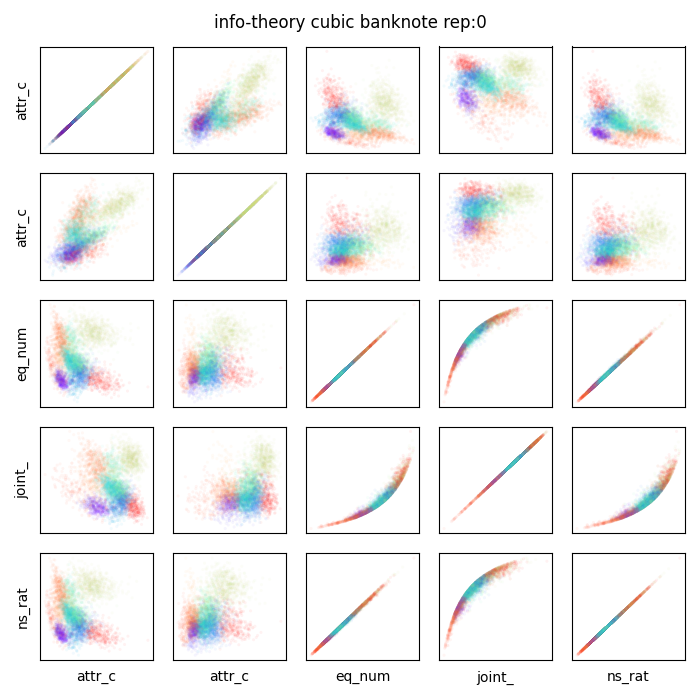 info-theory cubic banknote rep:0
attr_c
attr_c
eq_num
joint_
ns_rat
attr_c
attr_c
eq_num
joint_
ns_rat